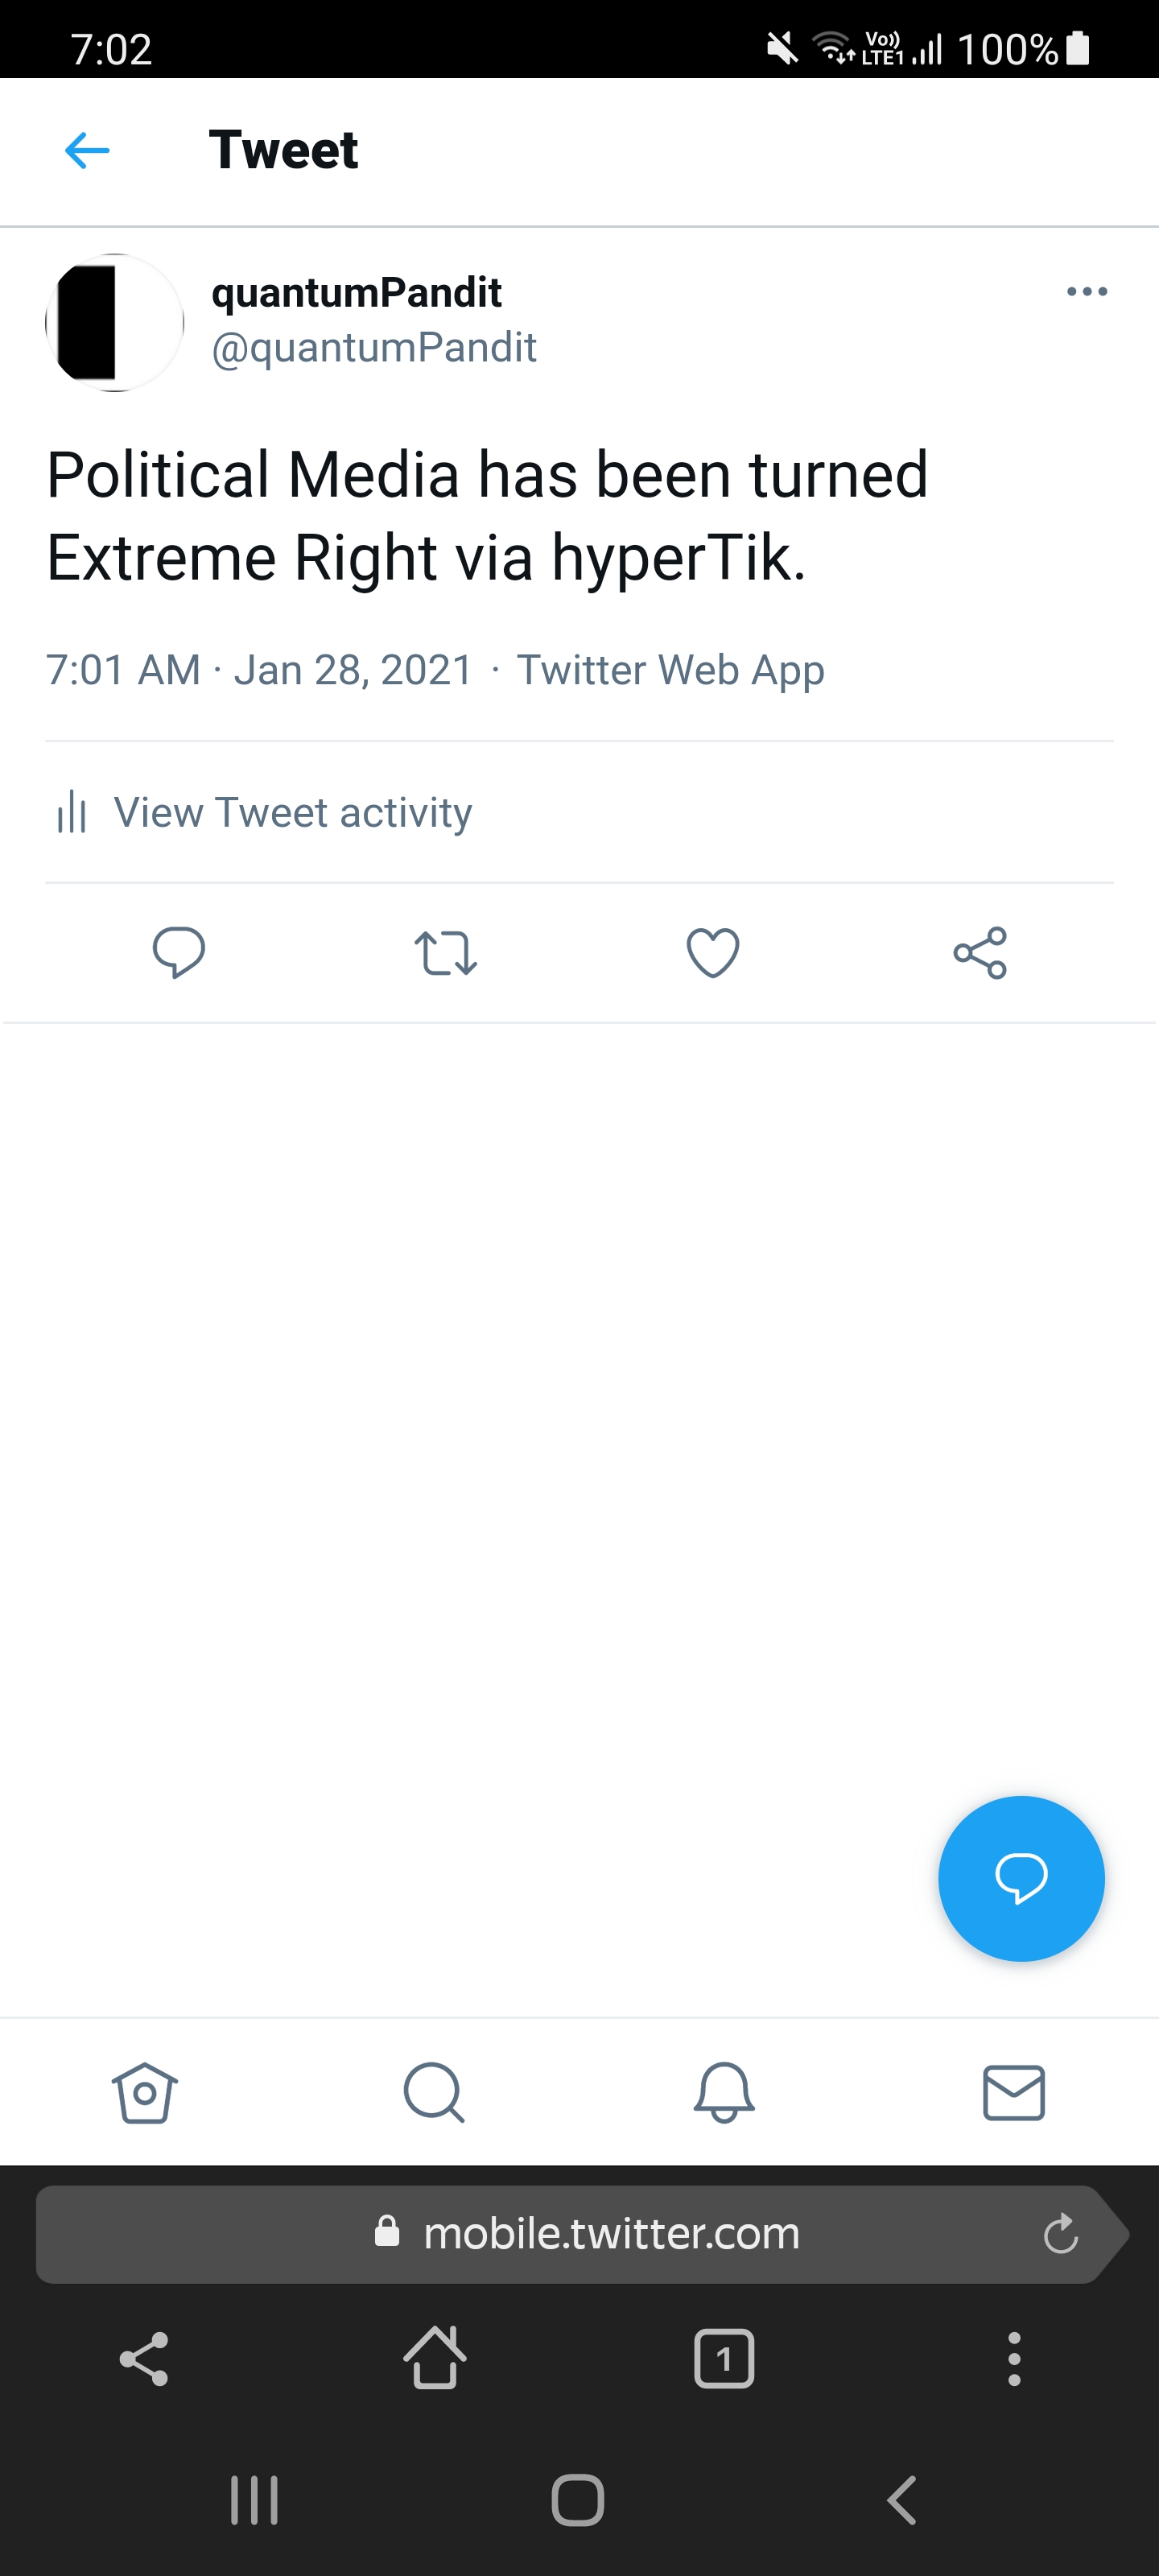 7:02 Vo)) LTE1 100%
Tweet
quantumPandit
@quantumPandit
Political Media has been turned
Extreme Right via hyperTik.
7:01 AM · Jan 28, 2021 · Twitter Web App
View Tweet activity
mobile.twitter.com
1